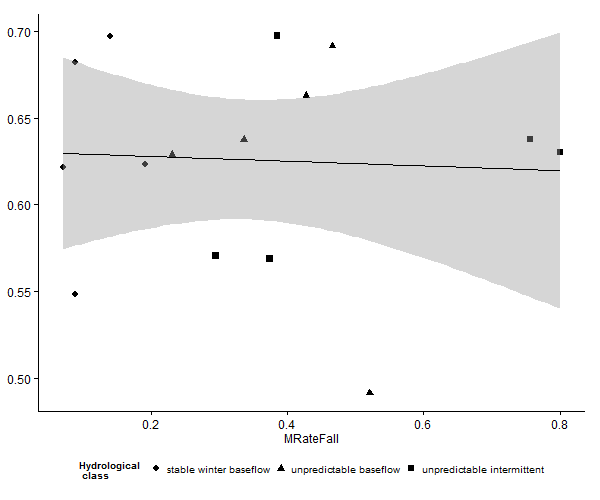 0.70
0.65
0.60
0.55
0.50
0.2 0.4 0.6 0.8
MRateFall
Hydrological class stable winter baseflow unpredictable baseflow unpredictable intermittent